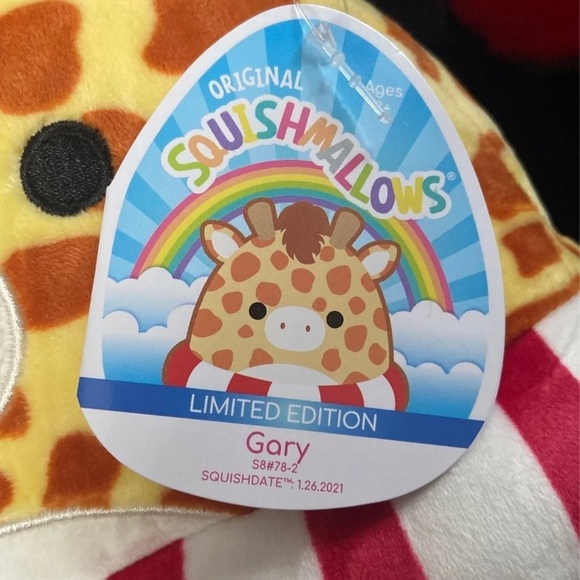 ORIGINAL
SQUISHMALLOWS®
Ages
LIMITED EDITION
Gary
S8#78-2
SQUISHDATE™: 1.26.2021